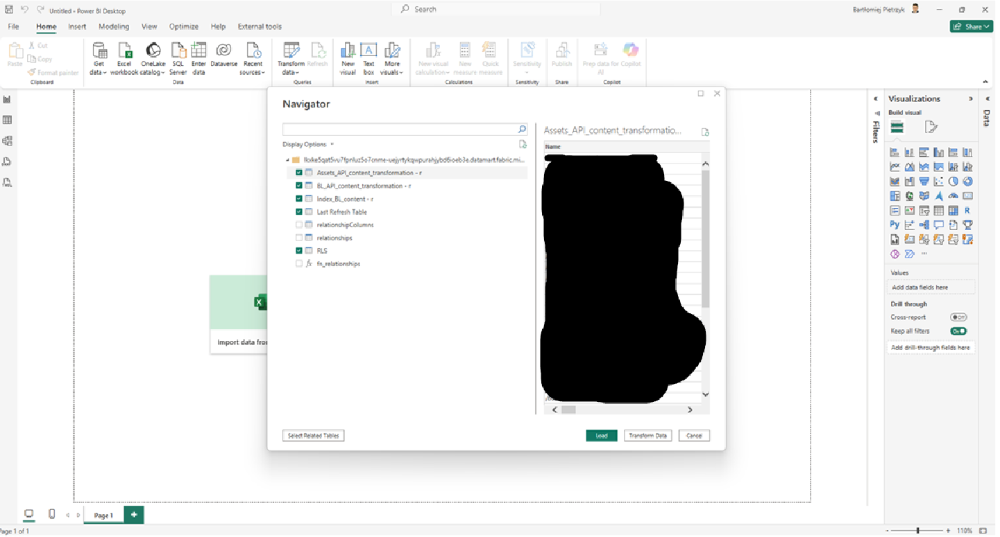 Untitled - Power BI Desktop
Search
Bartłomiej Pietrzyk
File Home Insert Modeling View Optimize Help External tools
Share
Paste
Cut
Copy
Format painter
Clipboard
Get data
Excel workbook
OneLake catalog
SQL Server
Enter data
Dataverse
Recent sources
Data
Transform data
Refresh
Queries
New visual
Text box
More visuals
Insert
New visual calculation
New measure
Quick measure
Calculations
Sensitivity
Sensitivity
Publish
Share
Prep data for AI
Copilot
Copilot
Navigator
Display Options
Assets_API_content_transformation - r
BL_API_content_transformation - r
Index_BL_content - r
Last Refresh Table
relationshipColumns
relationships
RLS
fx fn_relationships
Assets_API_content_transformatio...
Name
Select Related Tables
Load
Transform Data
Cancel
Import data from
Filters
Visualizations
Build visual
R
Py
Values
Add data fields here
Drill through
Cross-report
Off
Keep all filters
On
Add drill-through fields here
Data
Page 1
Page 1 of 1
110%